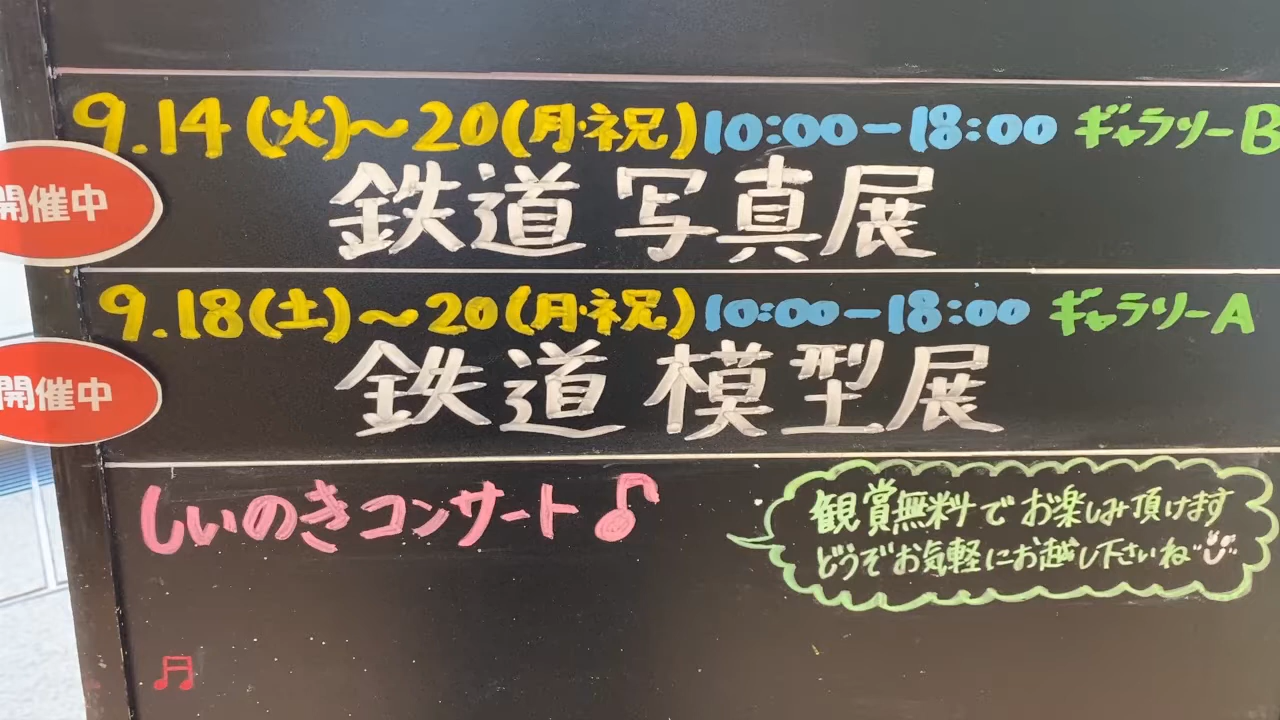 9.14(火)～20(月・祝)10:00-18:00 ギャラリーB
開催中
鉄道写真展
9.18(土)～20(月・祝)10:00-18:00 ギャラリーA
開催中
鉄道模型展
しいのきコンサート♪
観賞無料でお楽しみ頂けます
どうぞお気軽にお越し下さいね